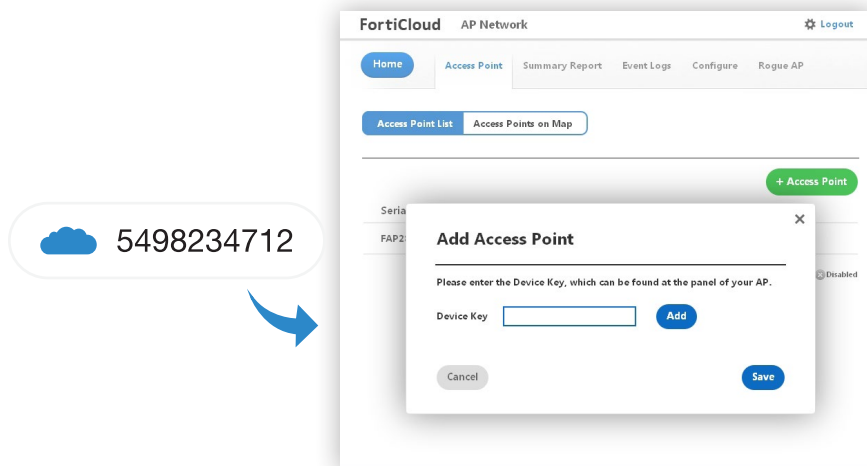 FortiCloud AP Network Logout
Home Access Point Summary Report Event Logs Configure Rogue AP
Access Point List Access Points on Map
+ Access Point
5498234712
Add Access Point
Please enter the Device Key, which can be found at the panel of your AP.
Disabled
Device Key Add
Cancel Save